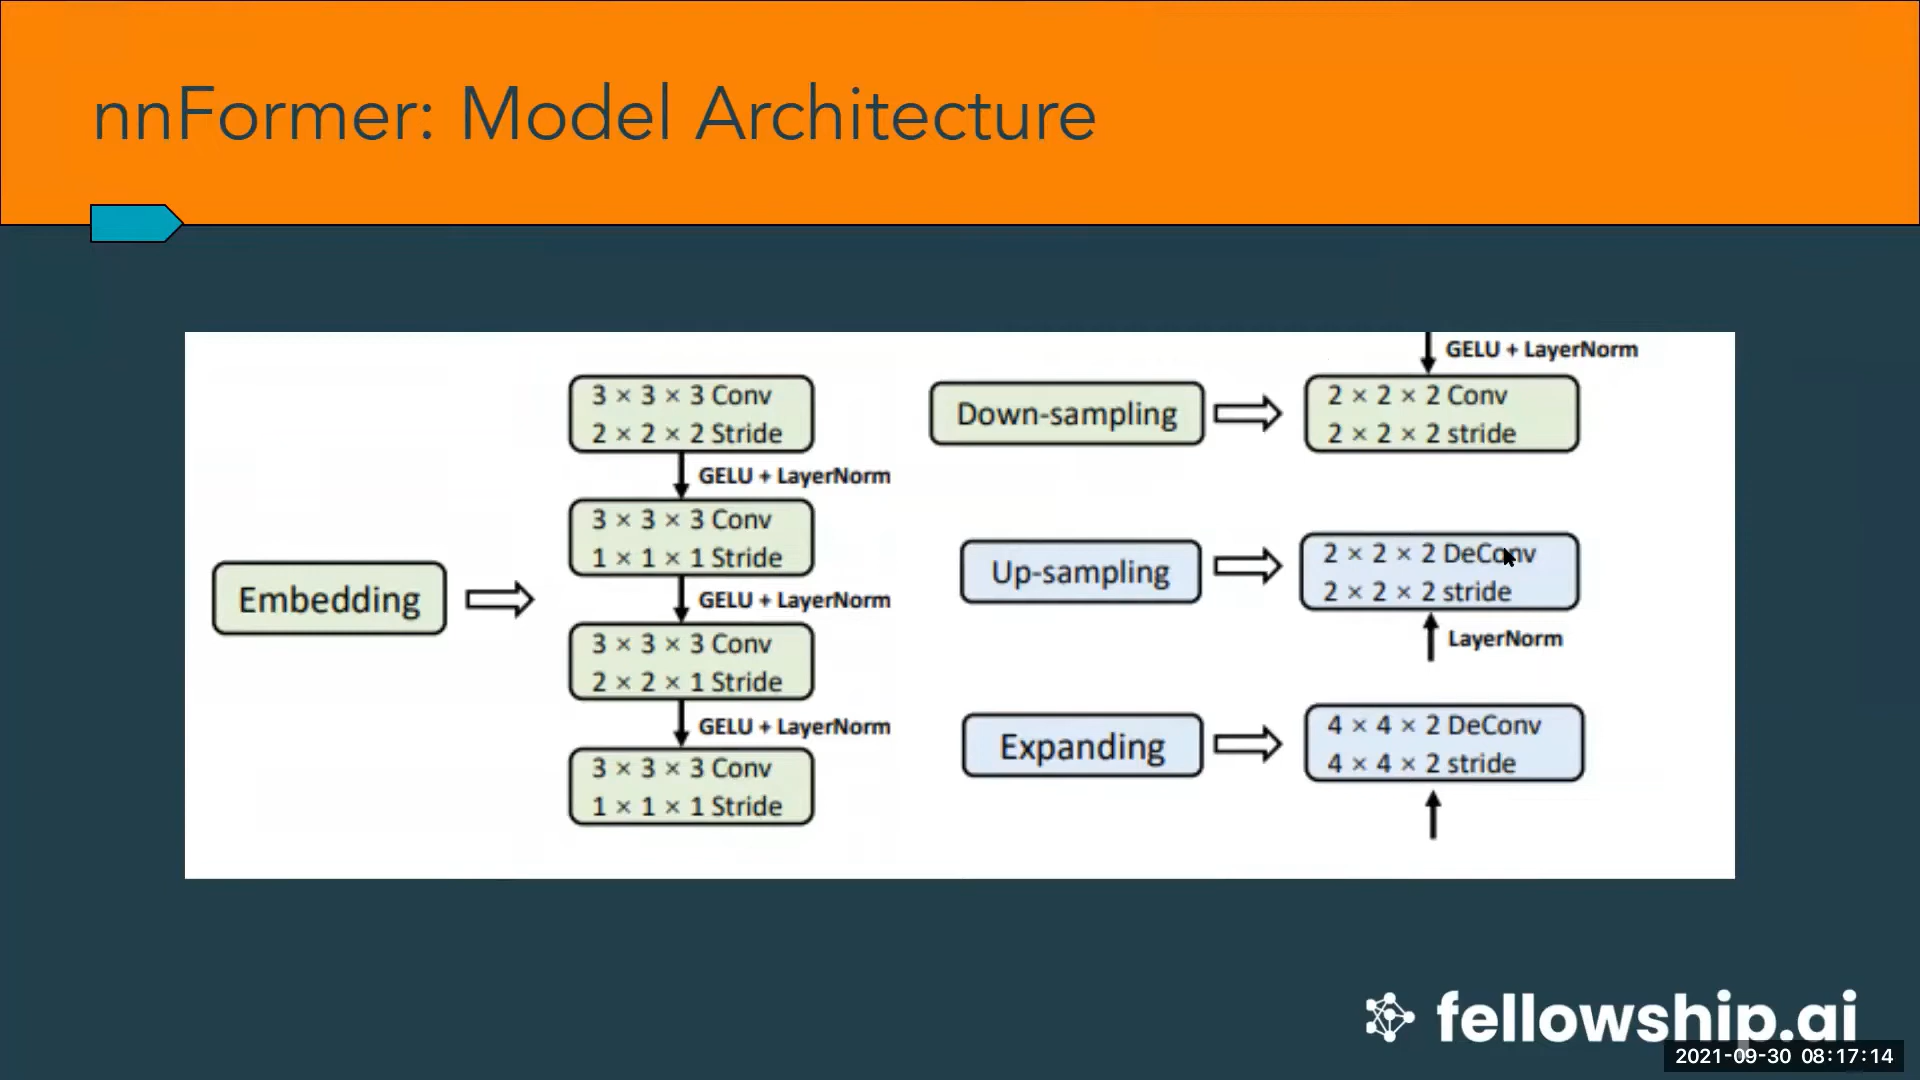 nnFormer: Model Architecture
Embedding
3 × 3 × 3 Conv
2 × 2 × 2 Stride
GELU + LayerNorm
3 × 3 × 3 Conv
1 × 1 × 1 Stride
GELU + LayerNorm
3 × 3 × 3 Conv
2 × 2 × 1 Stride
GELU + LayerNorm
3 × 3 × 3 Conv
1 × 1 × 1 Stride
GELU + LayerNorm
Down-sampling
2 × 2 × 2 Conv
2 × 2 × 2 stride
Up-sampling
2 × 2 × 2 DeConv
2 × 2 × 2 stride
LayerNorm
Expanding
4 × 4 × 2 DeConv
4 × 4 × 2 stride
fellowship.ai
2021-09-30 08:17:14